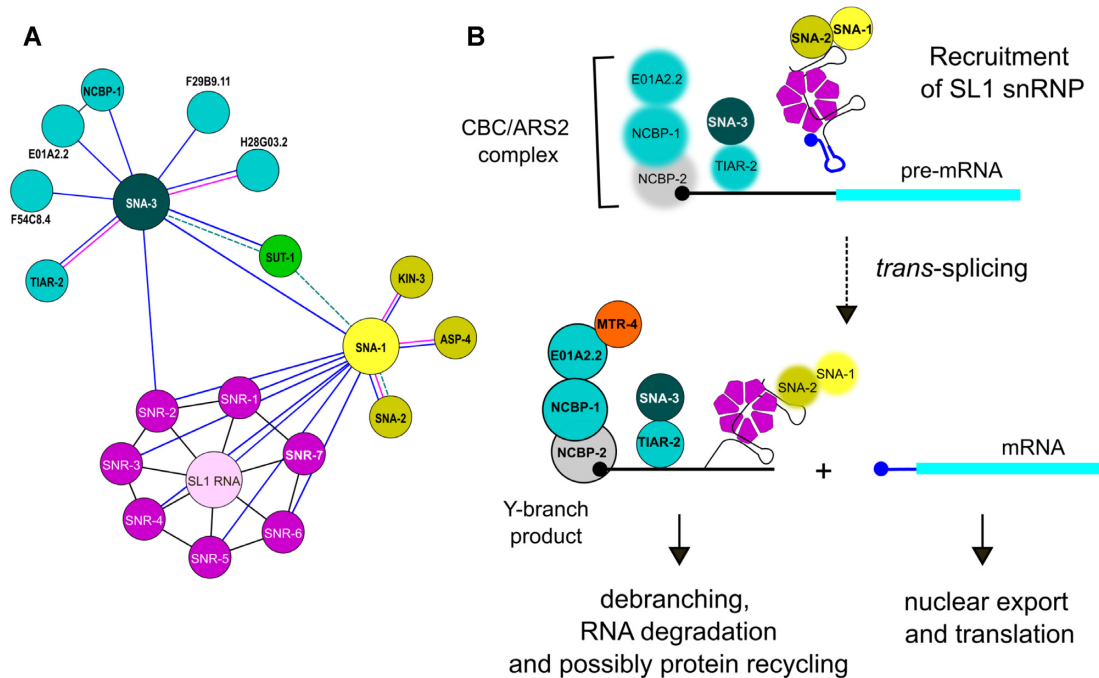 A
NCBP-1
F29B9.11
E01A2.2
H28G03.2
F54C8.4
SNA-3
TIAR-2
SUT-1
KIN-3
SNA-1
ASP-4
SNA-2
SNR-2
SNR-1
SNR-3
SNR-7
SL1 RNA
SNR-4
SNR-6
SNR-5
B
SNA-2
SNA-1
Recruitment
of SL1 snRNP
CBC/ARS2
complex
E01A2.2
NCBP-1
NCBP-2
SNA-3
TIAR-2
pre-mRNA
trans-splicing
MTR-4
E01A2.2
NCBP-1
NCBP-2
SNA-3
TIAR-2
SNA-2
SNA-1
+
mRNA
Y-branch
product
debranching,
RNA degradation
and possibly protein recycling
nuclear export
and translation